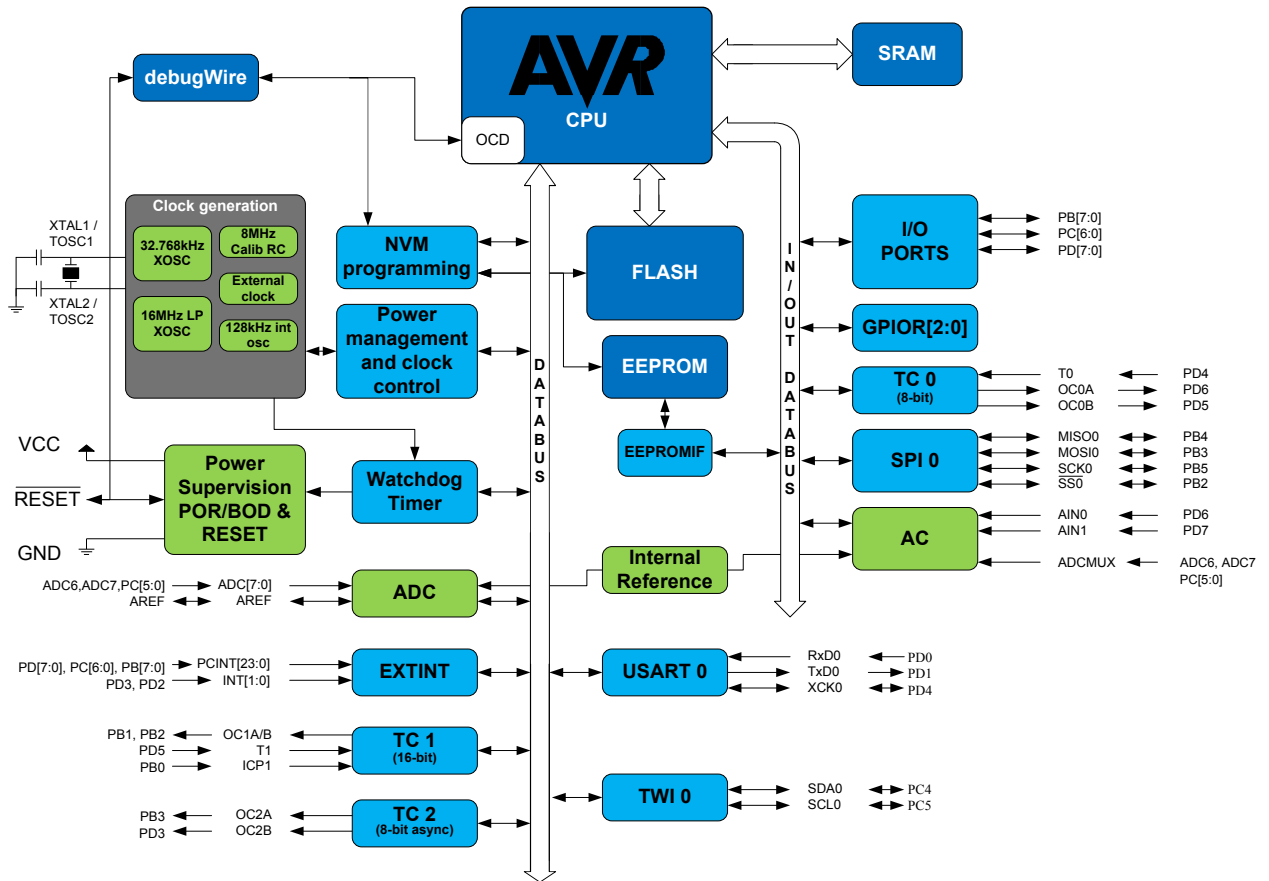 AVR
CPU
OCD
SRAM
debugWire
Clock generation
XTAL1 /
TOSC1
XTAL2 /
TOSC2
32.768kHz
XOSC
8MHz
Calib RC
External
clock
16MHz LP
XOSC
128kHz int
osc
NVM
programming
Power
management
and clock
control
FLASH
EEPROM
EEPROMIF
DATABUS
IN/OUT DATABUS
I/O
PORTS
PB[7:0]
PC[6:0]
PD[7:0]
GPIOR[2:0]
TC 0
(8-bit)
T0 PD4
OC0A PD6
OC0B PD5
SPI 0
MISO0 PB4
MOSI0 PB3
SCK0 PB5
SS0 PB2
AC
AIN0 PD6
AIN1 PD7
ADCMUX ADC6, ADC7
PC[5:0]
VCC
RESET
GND
Power
Supervision
POR/BOD &
RESET
Watchdog
Timer
Internal
Reference
ADC6,ADC7,PC[5:0] ADC[7:0]
AREF AREF
ADC
PD[7:0], PC[6:0], PB[7:0] PCINT[23:0]
PD3, PD2 INT[1:0]
EXTINT
USART 0
RxD0 PD0
TxD0 PD1
XCK0 PD4
PB1, PB2 OC1A/B
PD5 T1
PB0 ICP1
TC 1
(16-bit)
TWI 0
SDA0 PC4
SCL0 PC5
PB3 OC2A
PD3 OC2B
TC 2
(8-bit async)